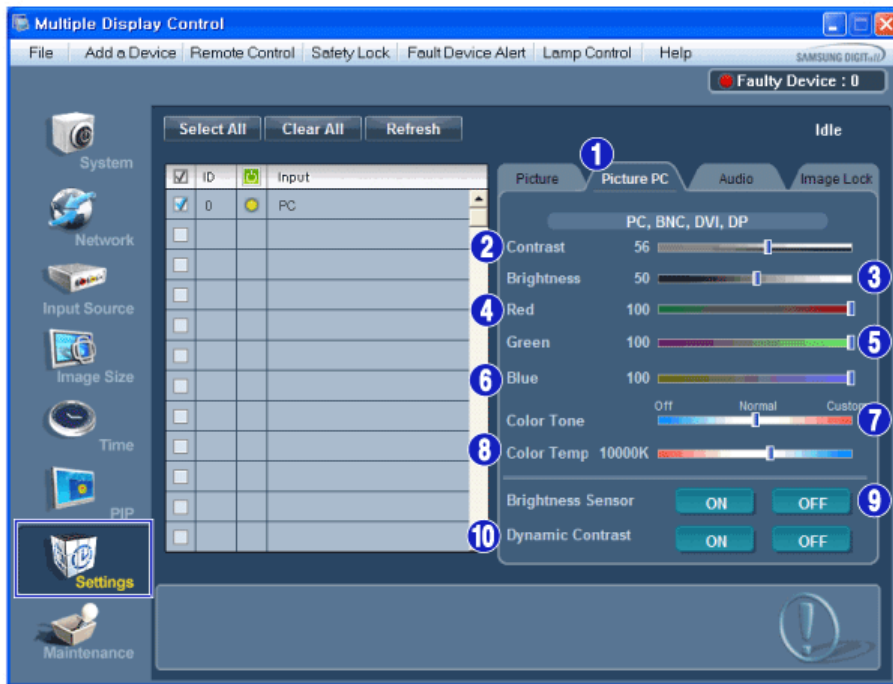 Multiple Display Control
File Add a Device Remote Control Safety Lock Fault Device Alert Lamp Control Help SAMSUNG DIGITall
Faulty Device : 0
Select All Clear All Refresh Idle
System
Network
Input Source
Image Size
Time
PIP
Settings
Maintenance
ID Input
0 PC
1
Picture Picture PC Audio Image Lock
PC, BNC, DVI, DP
2 Contrast 56
Brightness 50 3
4 Red 100
Green 100 5
6 Blue 100
Off Normal Custom
Color Tone 7
8 Color Temp 10000K
Brightness Sensor ON OFF 9
10 Dynamic Contrast ON OFF